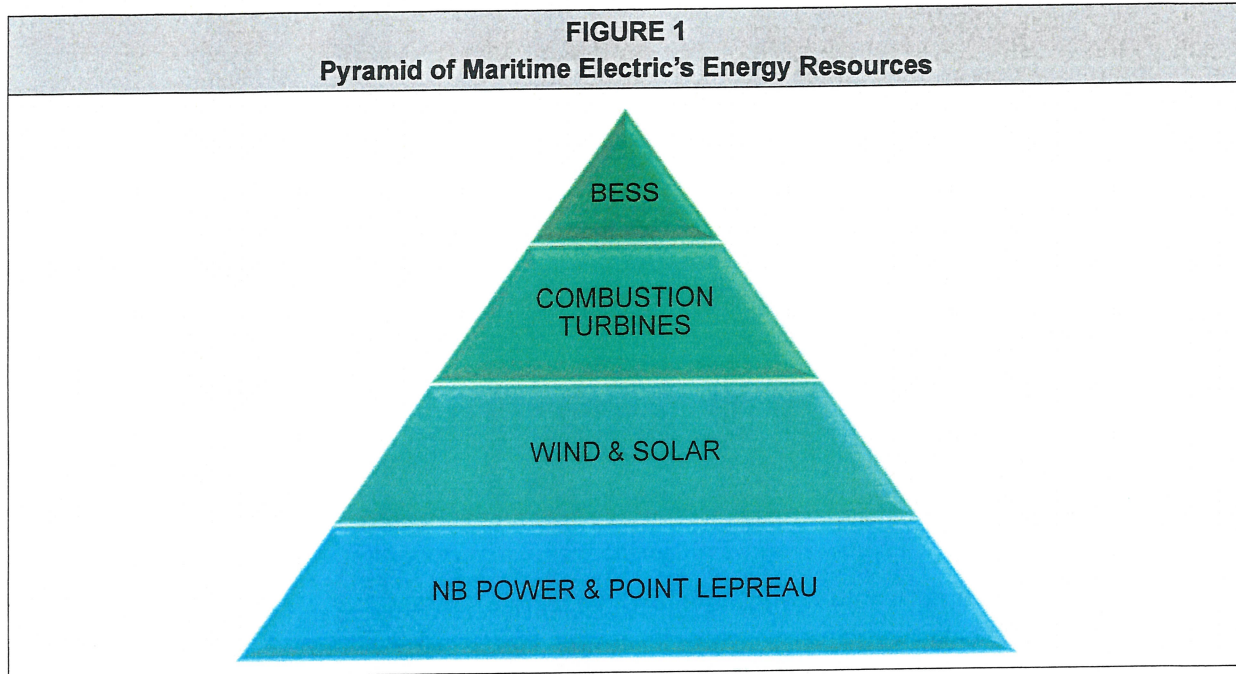 FIGURE 1
Pyramid of Maritime Electric's Energy Resources
BESS
COMBUSTION
TURBINES
WIND & SOLAR
NB POWER & POINT LEPREAU